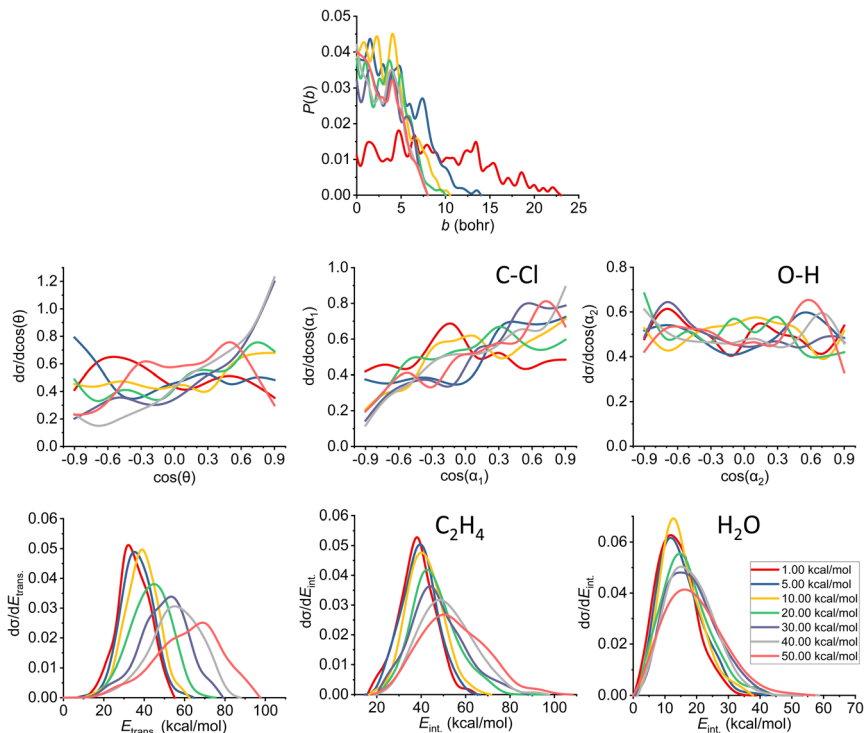 0.05
0.04
0.03
0.02
0.01
0.00
P(b)
0 5 10 15 20 25
b (bohr)
1.2
1.0
0.8
0.6
0.4
0.2
0.0
dσ/dcos(θ)
-0.9 -0.6 -0.3 0.0 0.3 0.6 0.9
cos(θ)
C-Cl
1.0
0.8
0.6
0.4
0.2
0.0
dσ/dcos(α₁)
-0.9 -0.6 -0.3 0.0 0.3 0.6 0.9
cos(α₁)
O-H
0.8
0.6
0.4
0.2
0.0
dσ/dcos(α₂)
-0.9 -0.6 -0.3 0.0 0.3 0.6 0.9
cos(α₂)
0.06
0.05
0.04
0.03
0.02
0.01
0.00
dσ/dE_trans.
0 20 40 60 80 100
E_trans. (kcal/mol)
C₂H₄
0.06
0.05
0.04
0.03
0.02
0.01
0.00
dσ/dE_int.
20 40 60 80 100
E_int. (kcal/mol)
H₂O
0.06
0.04
0.02
0.00
dσ/dE_int.
0 10 20 30 40 50 60 70
E_int. (kcal/mol)
1.00 kcal/mol
5.00 kcal/mol
10.00 kcal/mol
20.00 kcal/mol
30.00 kcal/mol
40.00 kcal/mol
50.00 kcal/mol